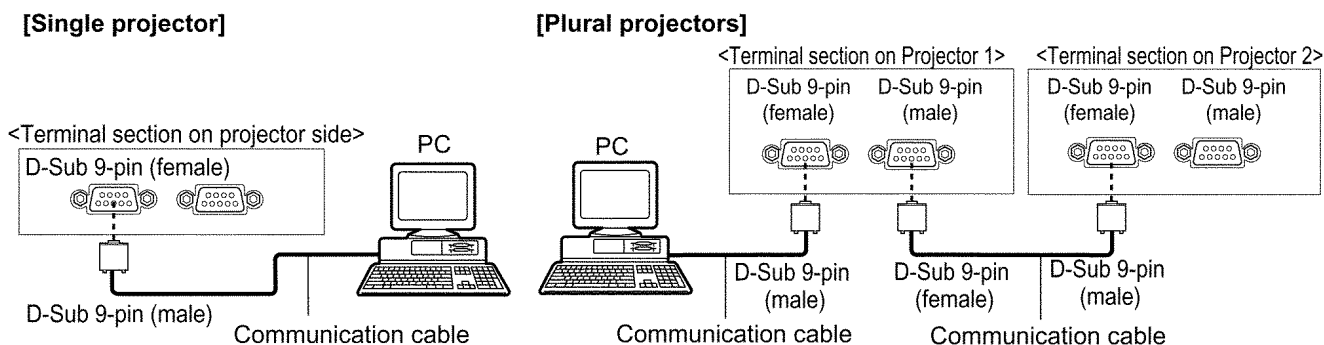 [Single projector]
<Terminal section on projector side>
D-Sub 9-pin (female)
PC
D-Sub 9-pin (male)
Communication cable
[Plural projectors]
<Terminal section on Projector 1>
D-Sub 9-pin
(female)
D-Sub 9-pin
(male)
<Terminal section on Projector 2>
D-Sub 9-pin
(female)
D-Sub 9-pin
(male)
PC
D-Sub 9-pin
(male)
D-Sub 9-pin
(female)
D-Sub 9-pin
(male)
Communication cable
Communication cable